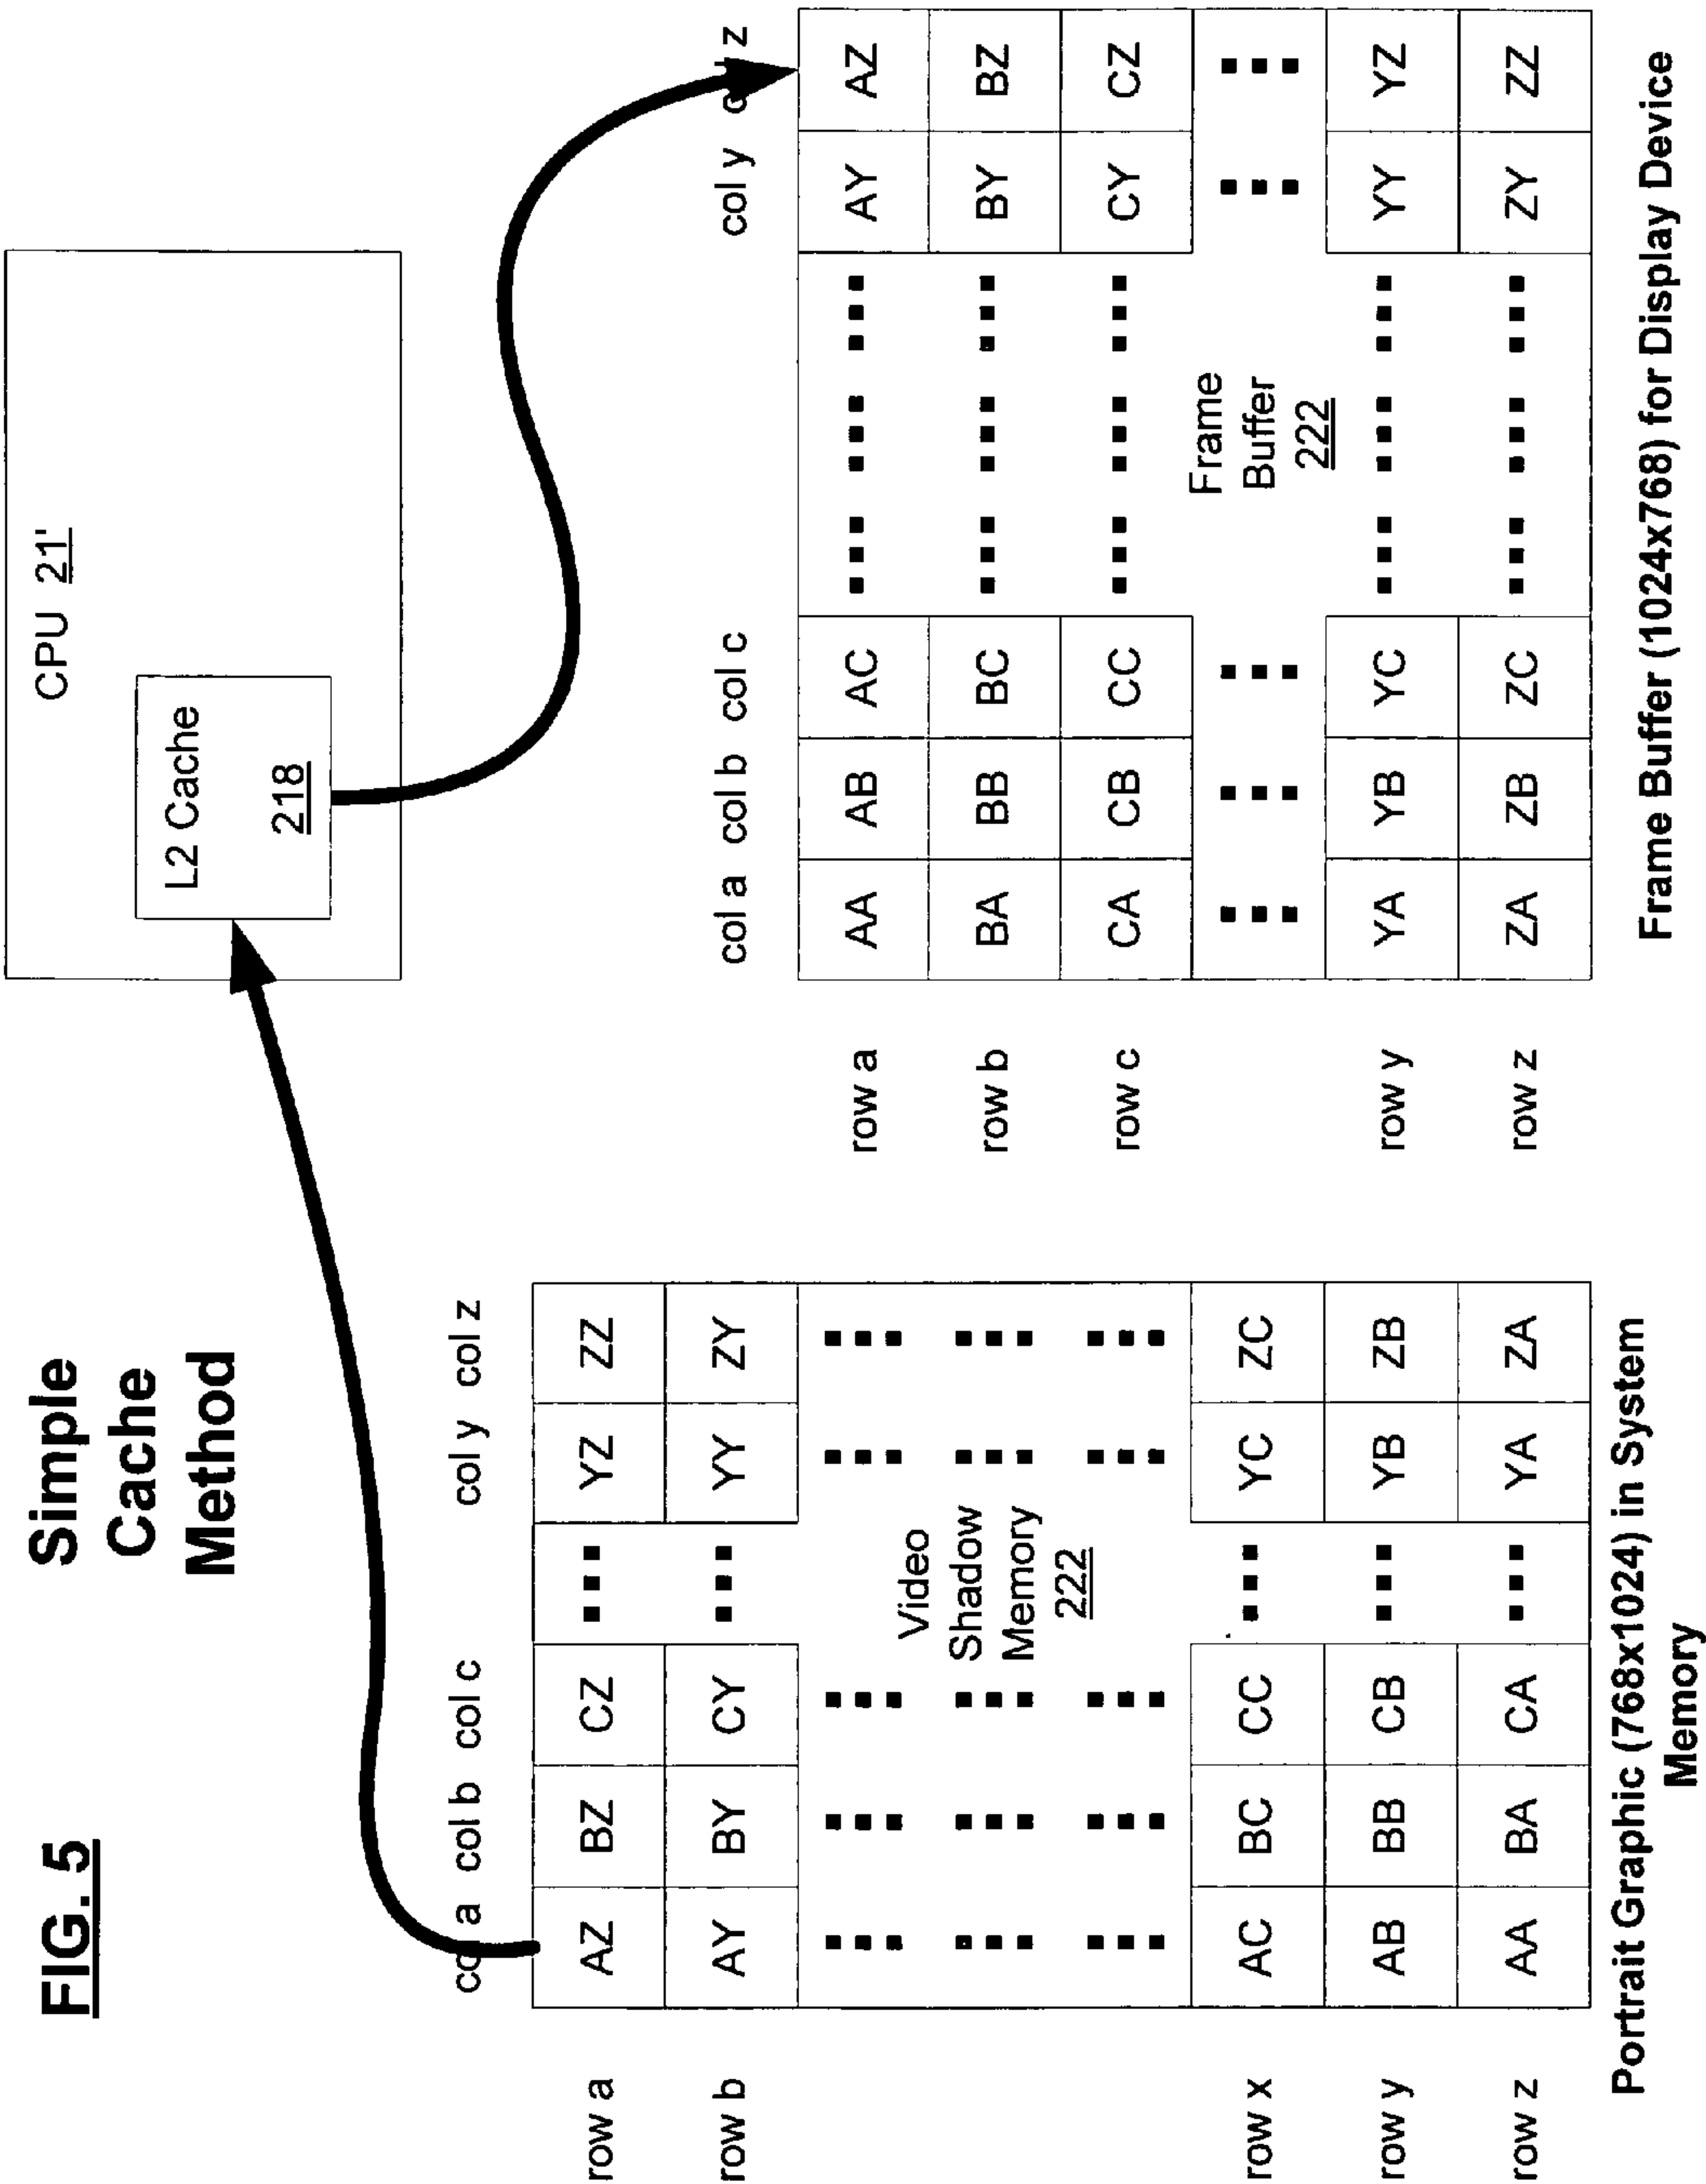 FIG. 5
Simple
Cache
Method
CPU 21'
L2 Cache
218
col a col b col c col y col z
row a AZ BZ CZ ... YZ ZZ
row b AY BY CY ... YY ZY
Video
Shadow
Memory
222
row x AC BC CC ... YC ZC
row y AB BB CB ... YB ZB
row z AA BA CA ... YA ZA
Portrait Graphic (768x1024) in System
Memory
col a col b col c col y col z
row a AA AB AC ... ... ... AY AZ
row b BA BB BC ... ... ... BY BZ
row c CA CB CC ... ... ... CY CZ
Frame
Buffer
222
row y YA YB YC ... ... ... YY YZ
row z ZA ZB ZC ... ... ... ZY ZZ
Frame Buffer (1024x768) for Display Device